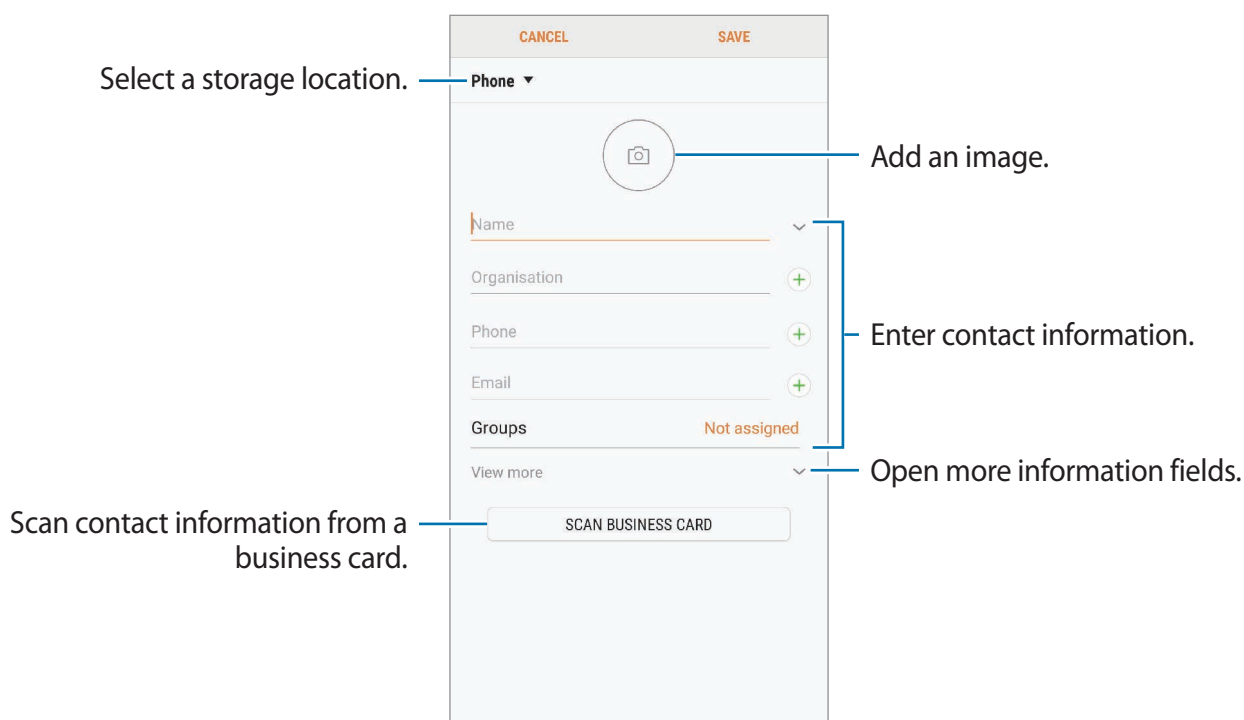 CANCEL SAVE
Select a storage location.
Phone
Add an image.
Name
Organisation
Phone
Enter contact information.
Email
Groups Not assigned
View more
Open more information fields.
Scan contact information from a
business card.
SCAN BUSINESS CARD